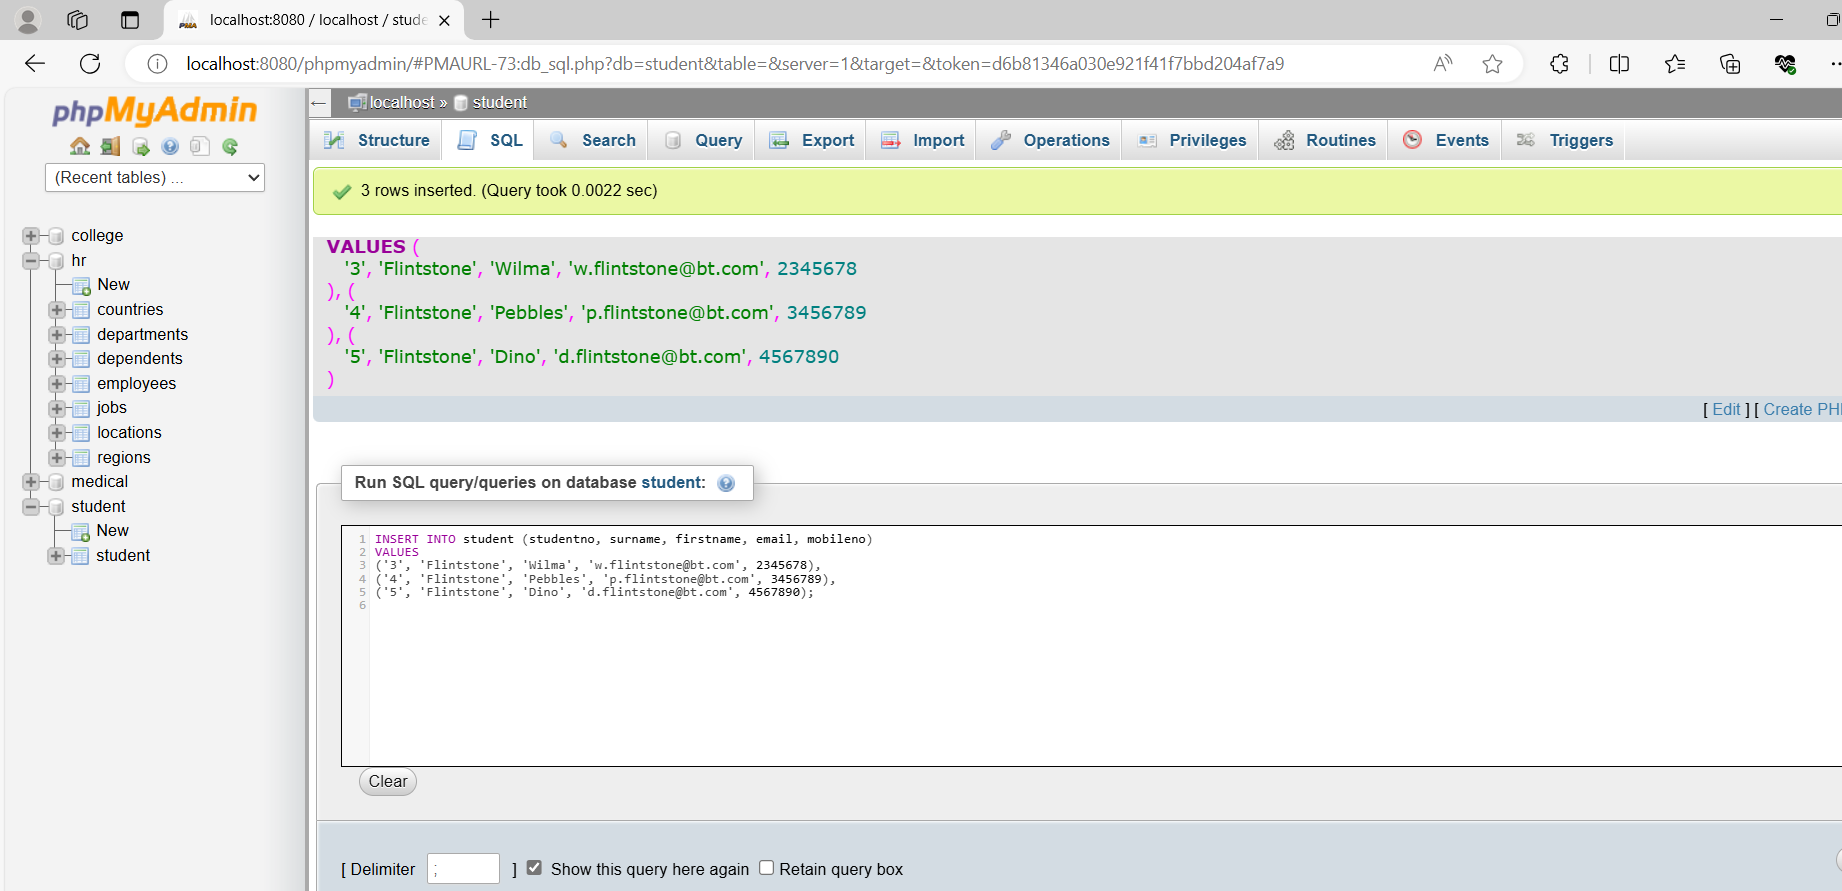 localhost:8080 / localhost / stude
localhost:8080/phpmyadmin/#PMAURL-73:db_sql.php?db=student&table=&server=1&target=&token=d6b81346a030e921f41f7bbd204af7a9
phpMyAdmin
(Recent tables) ...
college
hr
New
countries
departments
dependents
employees
jobs
locations
regions
medical
student
New
student
localhost » student
Structure SQL Search Query Export Import Operations Privileges Routines Events Triggers
3 rows inserted. (Query took 0.0022 sec)
VALUES (
'3', 'Flintstone', 'Wilma', 'w.flintstone@bt.com', 2345678
), (
'4', 'Flintstone', 'Pebbles', 'p.flintstone@bt.com', 3456789
), (
'5', 'Flintstone', 'Dino', 'd.flintstone@bt.com', 4567890
)
[ Edit ] [ Create PH
Run SQL query/queries on database student:
1 INSERT INTO student (studentno, surname, firstname, email, mobileno)
2 VALUES
3 ('3', 'Flintstone', 'Wilma', 'w.flintstone@bt.com', 2345678),
4 ('4', 'Flintstone', 'Pebbles', 'p.flintstone@bt.com', 3456789),
5 ('5', 'Flintstone', 'Dino', 'd.flintstone@bt.com', 4567890);
6
Clear
[ Delimiter ; ] Show this query here again Retain query box